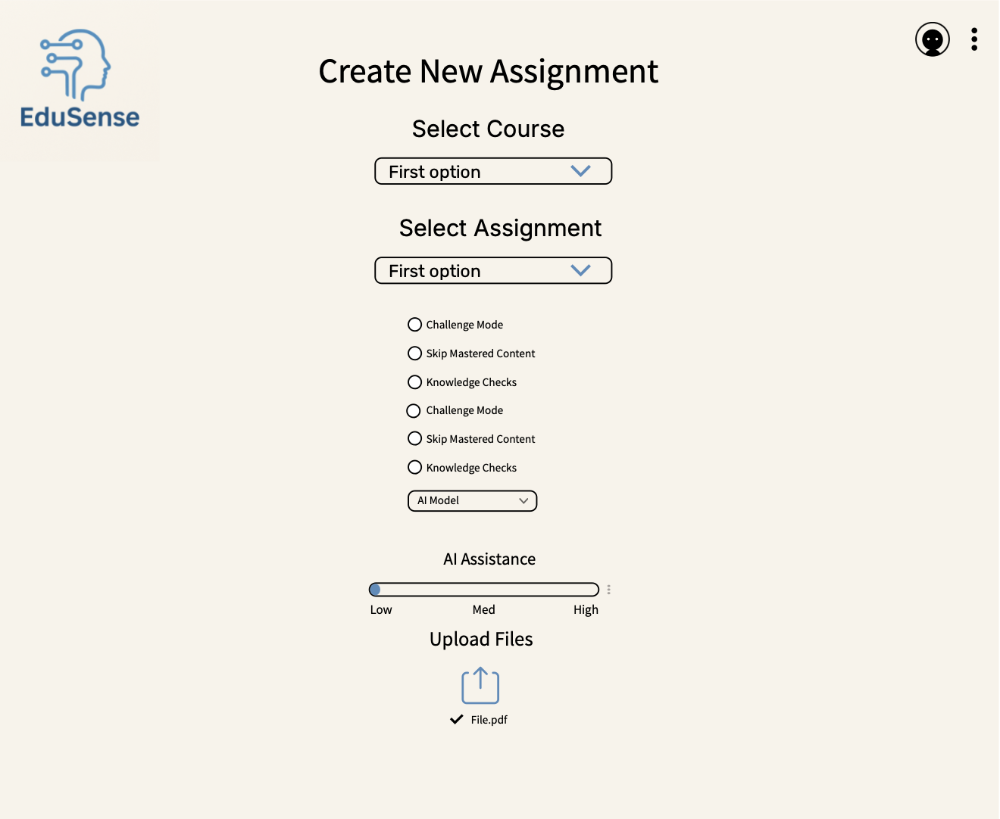 EduSense
Create New Assignment
Select Course
First option
Select Assignment
First option
Challenge Mode
Skip Mastered Content
Knowledge Checks
Challenge Mode
Skip Mastered Content
Knowledge Checks
AI Model
AI Assistance
Low Med High
Upload Files
File.pdf